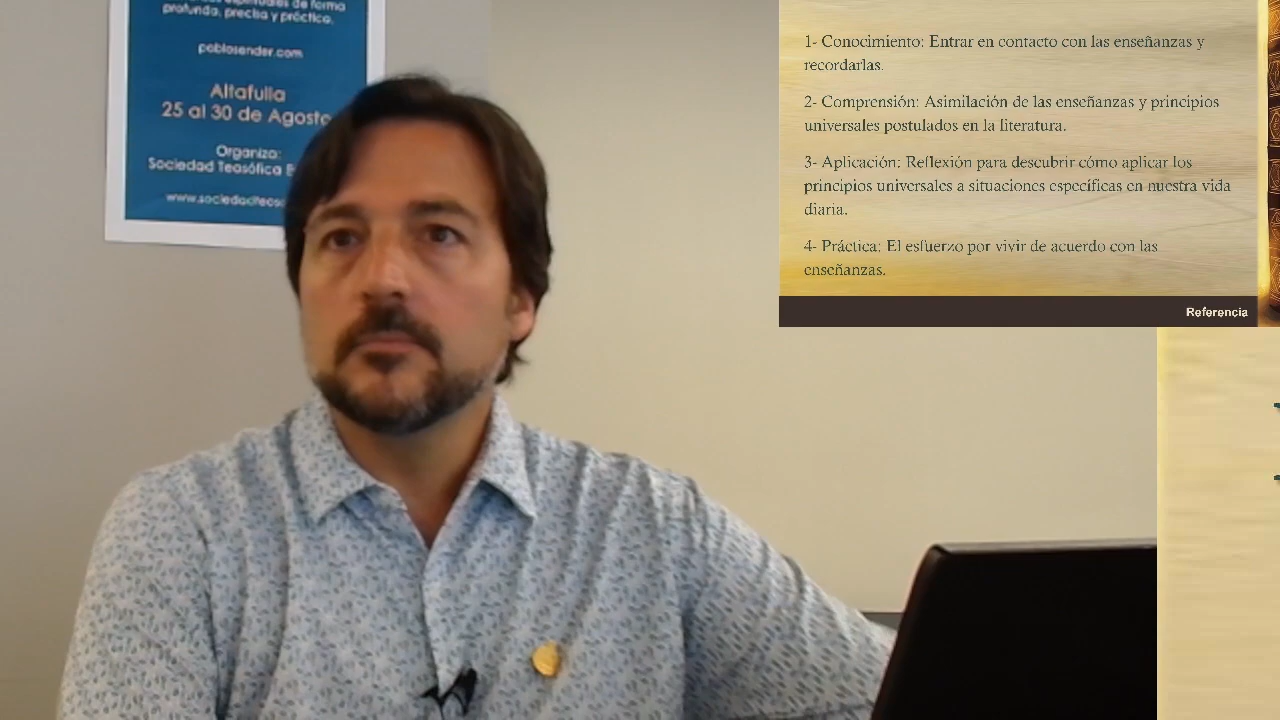 profunda, precisa y práctica.
pablosender.com
Altafulla
25 al 30 de Agosto
Organiza:
Sociedad Teosófica
1- Conocimiento: Entrar en contacto con las enseñanzas y
recordarlas.
2- Comprensión: Asimilación de las enseñanzas y principios
universales postulados en la literatura.
3- Aplicación: Reflexión para descubrir cómo aplicar los
principios universales a situaciones específicas en nuestra vida
diaria.
4- Práctica: El esfuerzo por vivir de acuerdo con las
enseñanzas.
Referencia